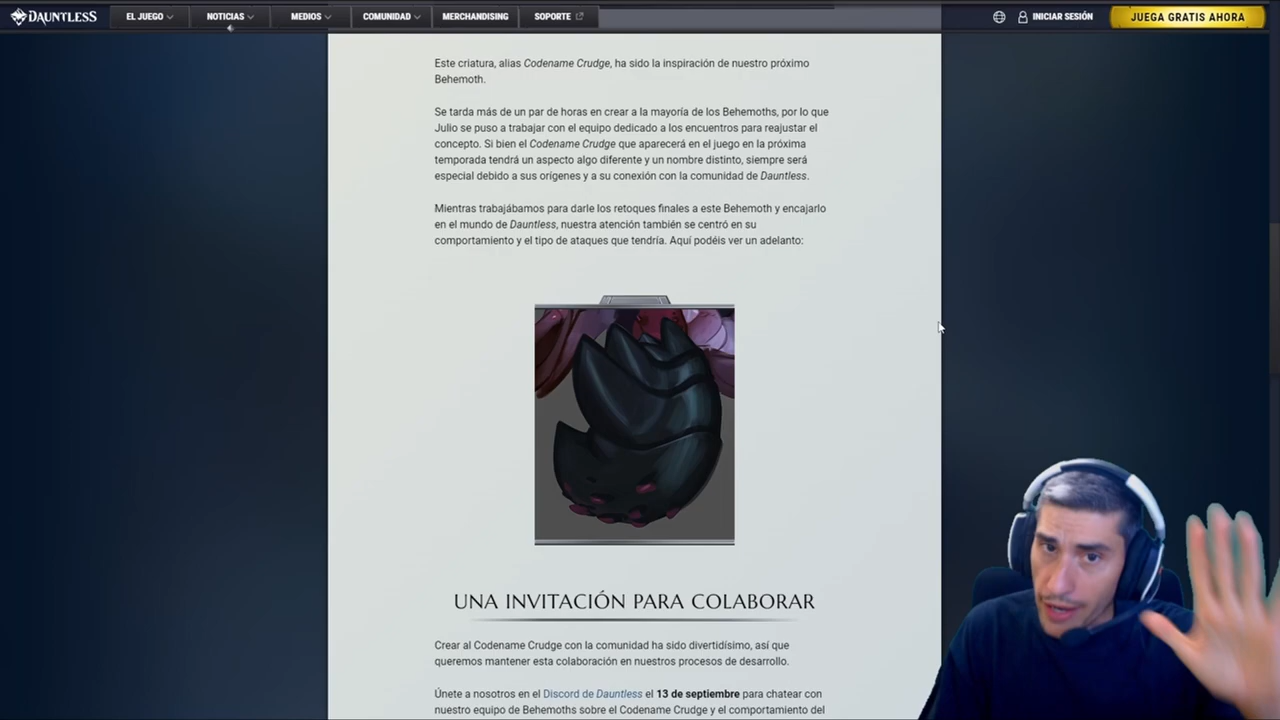 DAUNTLESS
EL JUEGO
NOTICIAS
MEDIOS
COMUNIDAD
MERCHANDISING
SOPORTE
INICIAR SESIÓN
JUEGA GRATIS AHORA
Este criatura, alias Codename Crudge, ha sido la inspiración de nuestro próximo
Behemoth.
Se tarda más de un par de horas en crear a la mayoría de los Behemoths, por lo que
Julio se puso a trabajar con el equipo dedicado a los encuentros para reajustar el
concepto. Si bien el Codename Crudge que aparecerá en el juego en la próxima
temporada tendrá un aspecto algo diferente y un nombre distinto, siempre será
especial debido a sus orígenes y a su conexión con la comunidad de Dauntless.
Mientras trabajábamos para darle los retoques finales a este Behemoth y encajarlo
en el mundo de Dauntless, nuestra atención también se centró en su
comportamiento y el tipo de ataques que tendría. Aquí podéis ver un adelanto:
UNA INVITACIÓN PARA COLABORAR
Crear al Codename Crudge con la comunidad ha sido divertidísimo, así que
queremos mantener esta colaboración en nuestros procesos de desarrollo.
Únete a nosotros en el Discord de Dauntless el 13 de septiembre para chatear con
nuestro equipo de Behemoths sobre el Codename Crudge y el comportamiento del